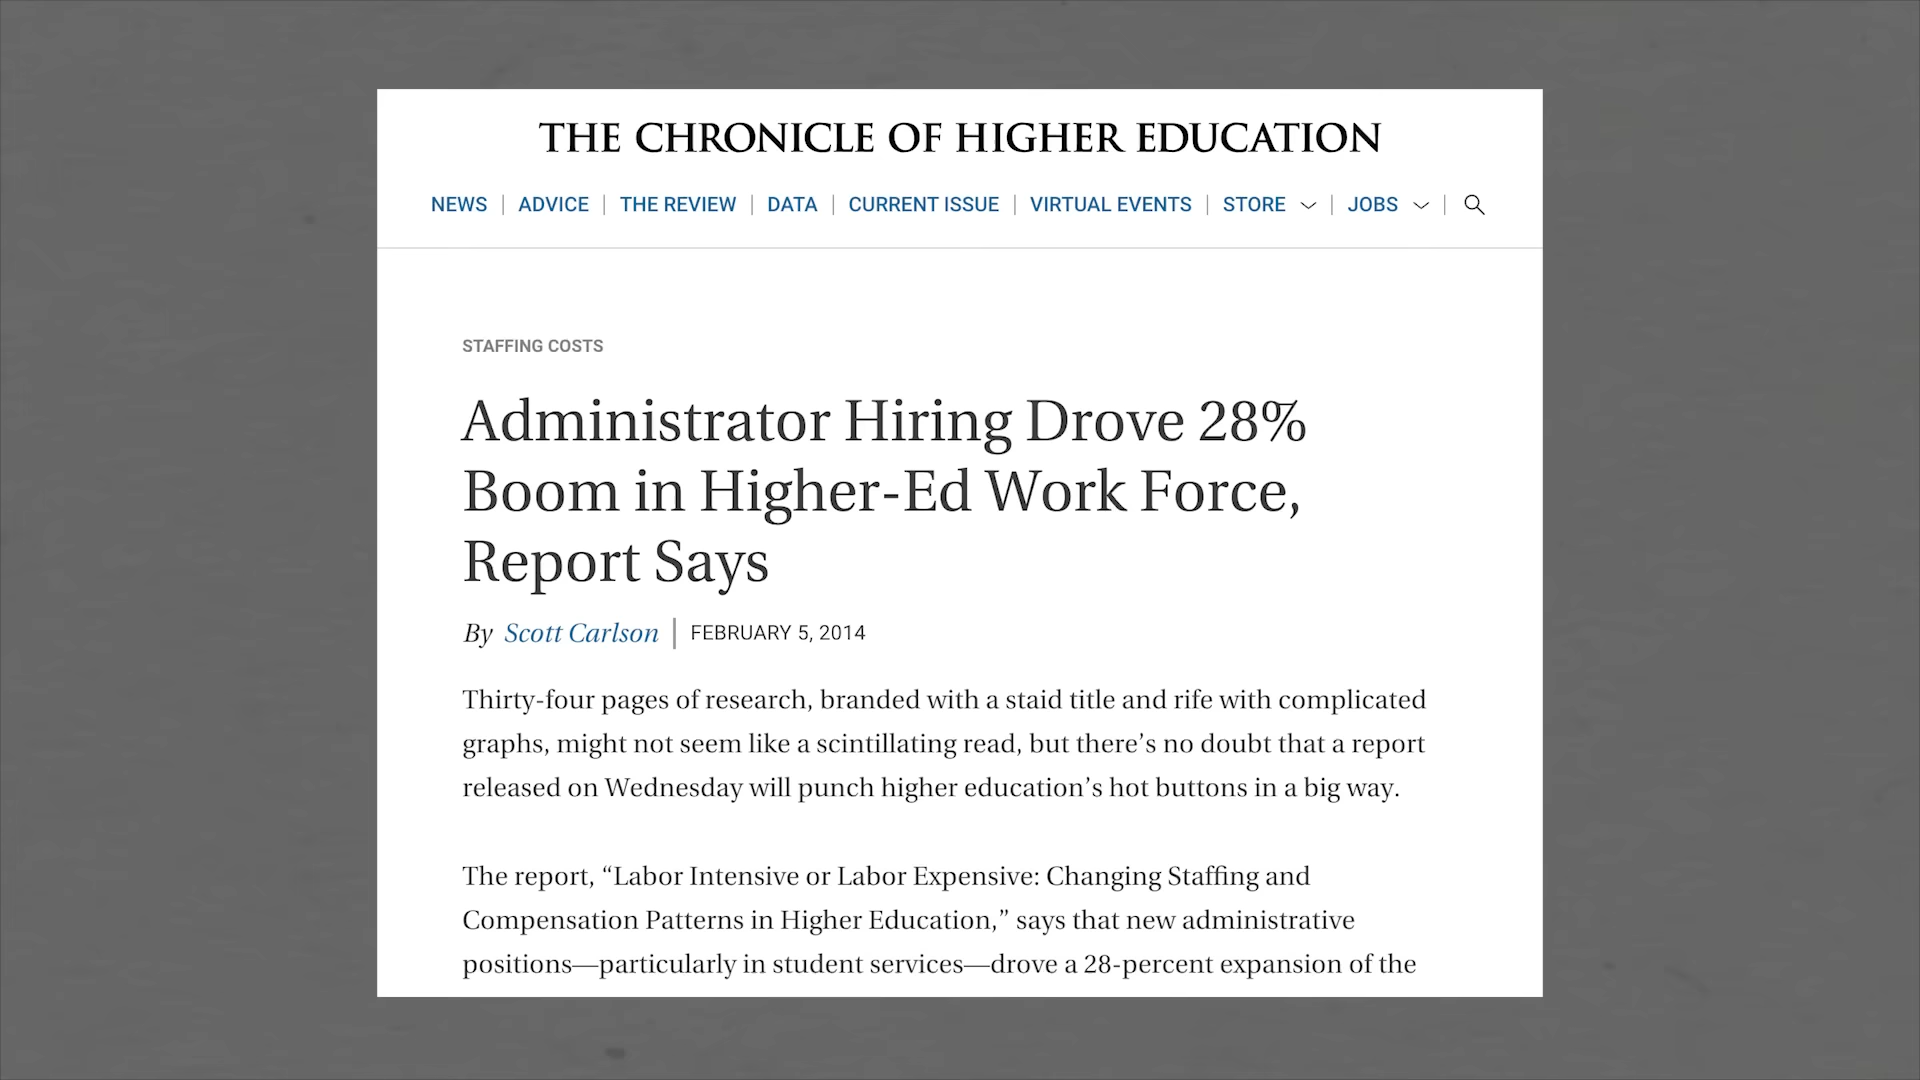 THE CHRONICLE OF HIGHER EDUCATION
NEWS | ADVICE | THE REVIEW | DATA | CURRENT ISSUE | VIRTUAL EVENTS | STORE | JOBS |
STAFFING COSTS
Administrator Hiring Drove 28%
Boom in Higher-Ed Work Force,
Report Says
By Scott Carlson | FEBRUARY 5, 2014
Thirty-four pages of research, branded with a staid title and rife with complicated
graphs, might not seem like a scintillating read, but there’s no doubt that a report
released on Wednesday will punch higher education’s hot buttons in a big way.
The report, “Labor Intensive or Labor Expensive: Changing Staffing and
Compensation Patterns in Higher Education,” says that new administrative
positions—particularly in student services—drove a 28-percent expansion of the